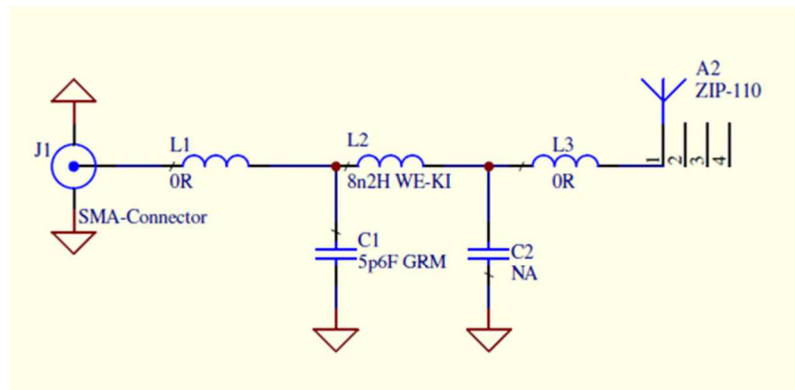 A2
ZIP-110
J1
L1
0R
L2
8n2H WE-KI
L3
0R
1
2
3
4
SMA-Connector
C1
5p6F GRM
C2
NA